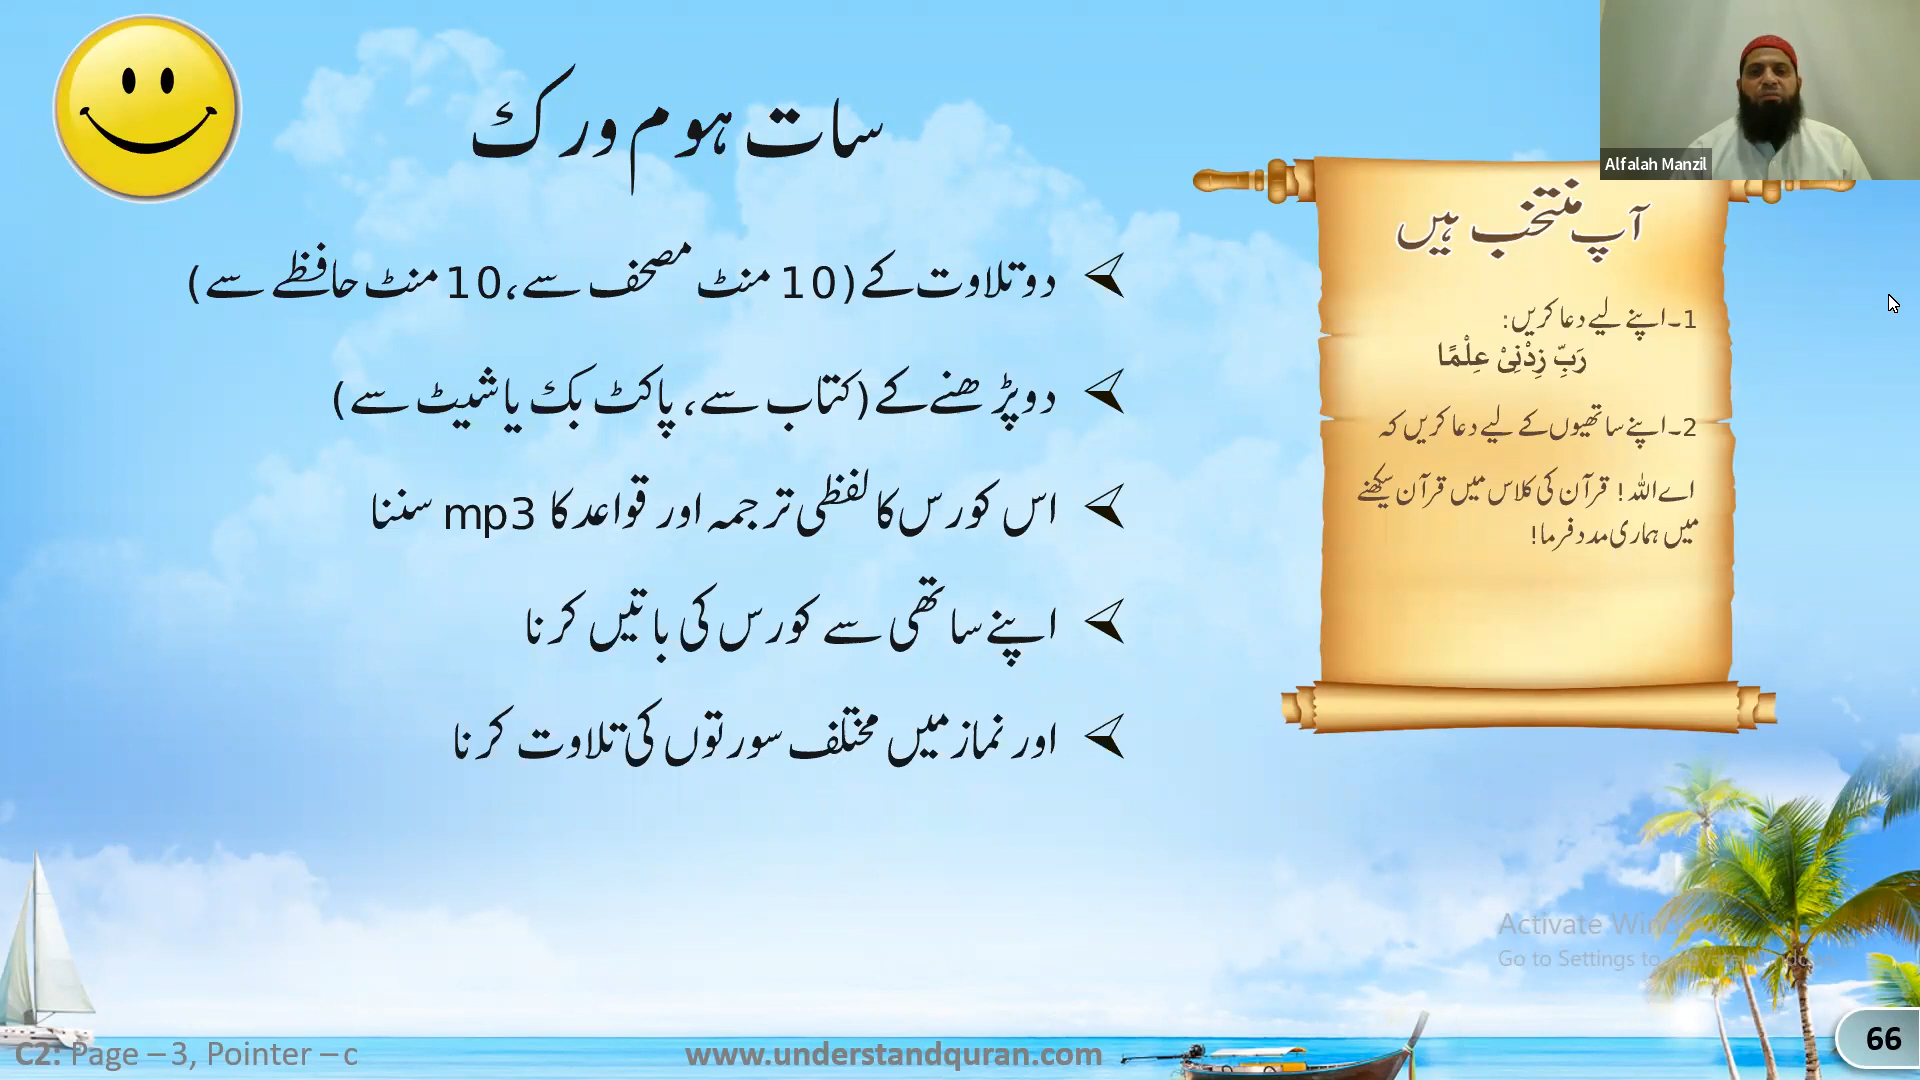 سات ہوم ورک
دو تلاوت کے (10 منٹ مصحف سے، 10 منٹ حافظے سے)
دو پڑھنے کے (کتاب سے، پاکٹ بک یا شیٹ سے)
اس کورس کا لفظی ترجمہ اور قواعد کا mp3 سننا
اپنے ساتھی سے کورس کی باتیں کرنا
اور نماز میں مختلف سورتوں کی تلاوت کرنا
Alfalah Manzil
آپ منتخب ہیں
1۔اپنے لیے دعا کریں:
رَبِّ زِدْنِیْ عِلْمًا
2۔اپنے ساتھیوں کے لیے دعا کریں کہ
اے اللہ! قرآن کی کلاس میں قرآن سیکھنے
میں ہماری مدد فرما!
Activate Windows
Go to Settings to activate Windows.
C2: Page – 3, Pointer – c
www.understandquran.com
66